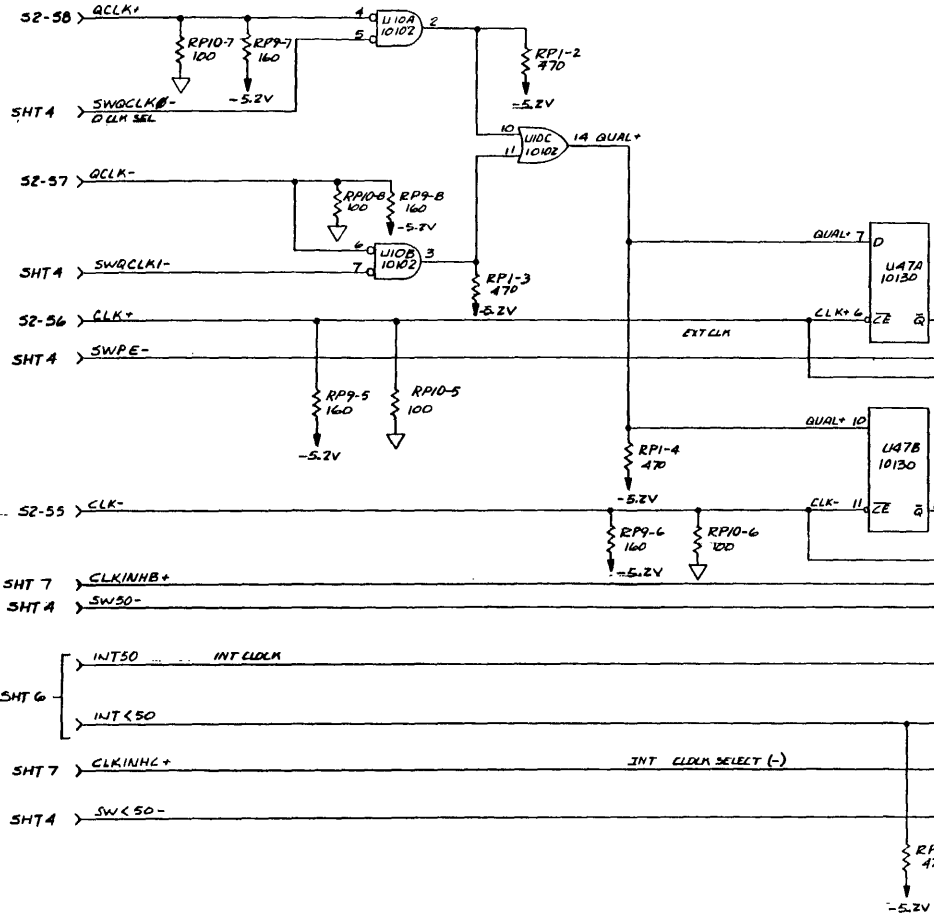 S2-58 QCLK+ 4 U10A 10102 2
5
RP10-7 100
RP9-7 160
-5.2V
RP1-2 470
-5.2V
SHT 4 SWQCLKØ-
Q CLK SEL
10 U10C 10102 14 QUAL+
11
S2-57 QCLK-
RP10-8 100
RP9-8 160
-5.2V
6 U10B 10102 3
SHT 4 SWQCLK1- 7
RP1-3 470
-5.2V
QUAL+ 7 D
U47A 10130
S2-56 CLK+ CLK+ 6 CE Q
EXT CLK
SHT 4 SWPE-
RP9-5 160
RP10-5 100
-5.2V
QUAL+ 10
U47B 10130
RP1-4 470
-5.2V
S2-55 CLK- CLK- 11 CE Q
RP9-6 160
RP10-6 100
-5.2V
SHT 7 CLKINHB+
SHT 4 SW50-
INT50 INT CLOCK
SHT 6
INT<50
SHT 7 CLKINHC+ INT CLOCK SELECT (-)
SHT 4 SW<50-
-5.2V